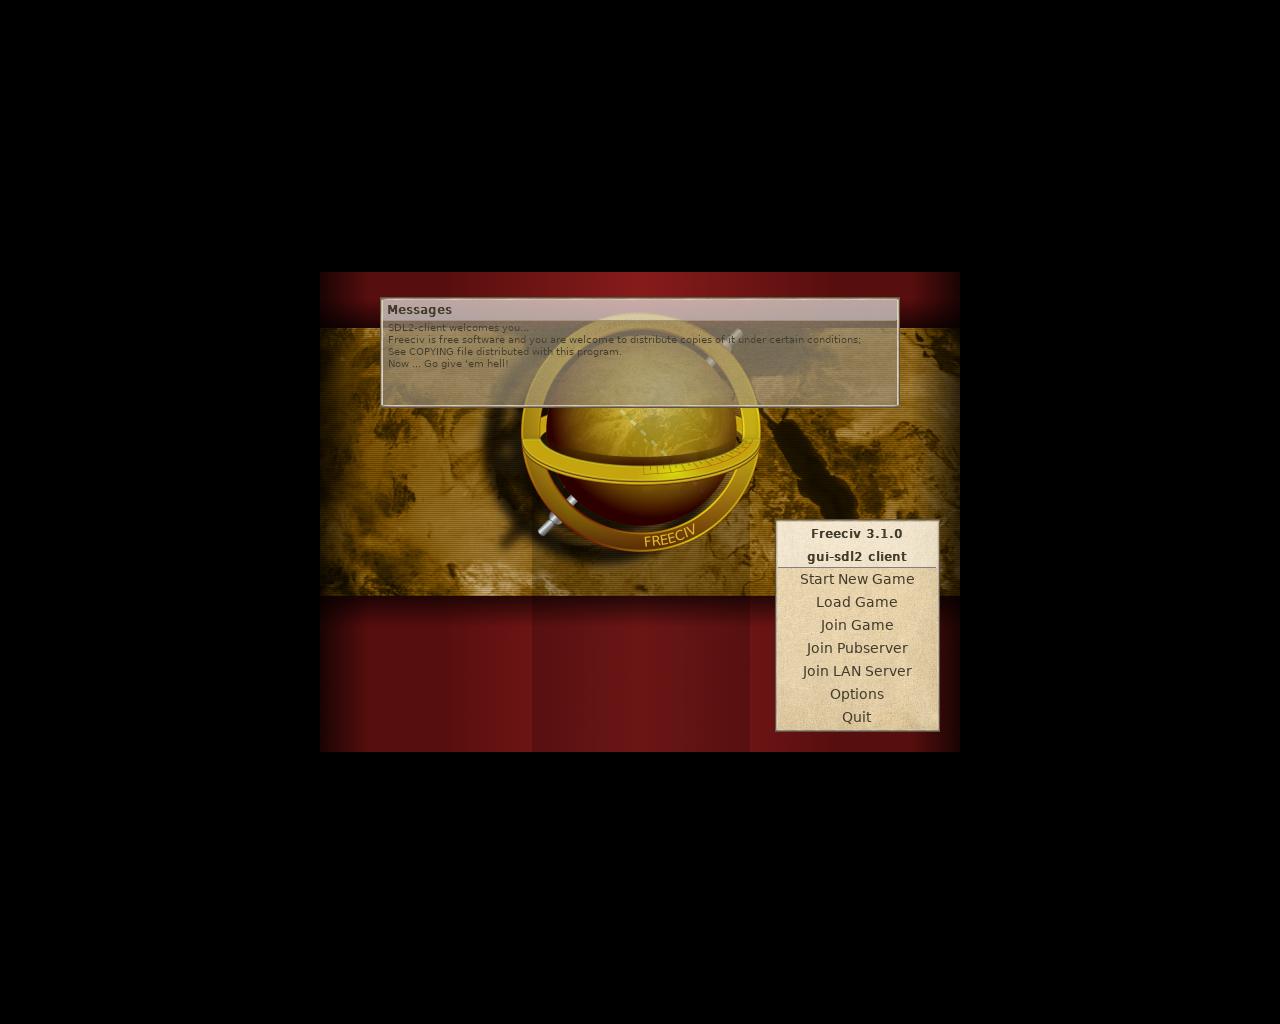 Messages
SDL2-client welcomes you...
Freeciv is free software and you are welcome to distribute copies of it under certain conditions;
See COPYING file distributed with this program.
Now ... Go give 'em hell!
FREECIV
Freeciv 3.1.0
gui-sdl2 client
Start New Game
Load Game
Join Game
Join Pubserver
Join LAN Server
Options
Quit